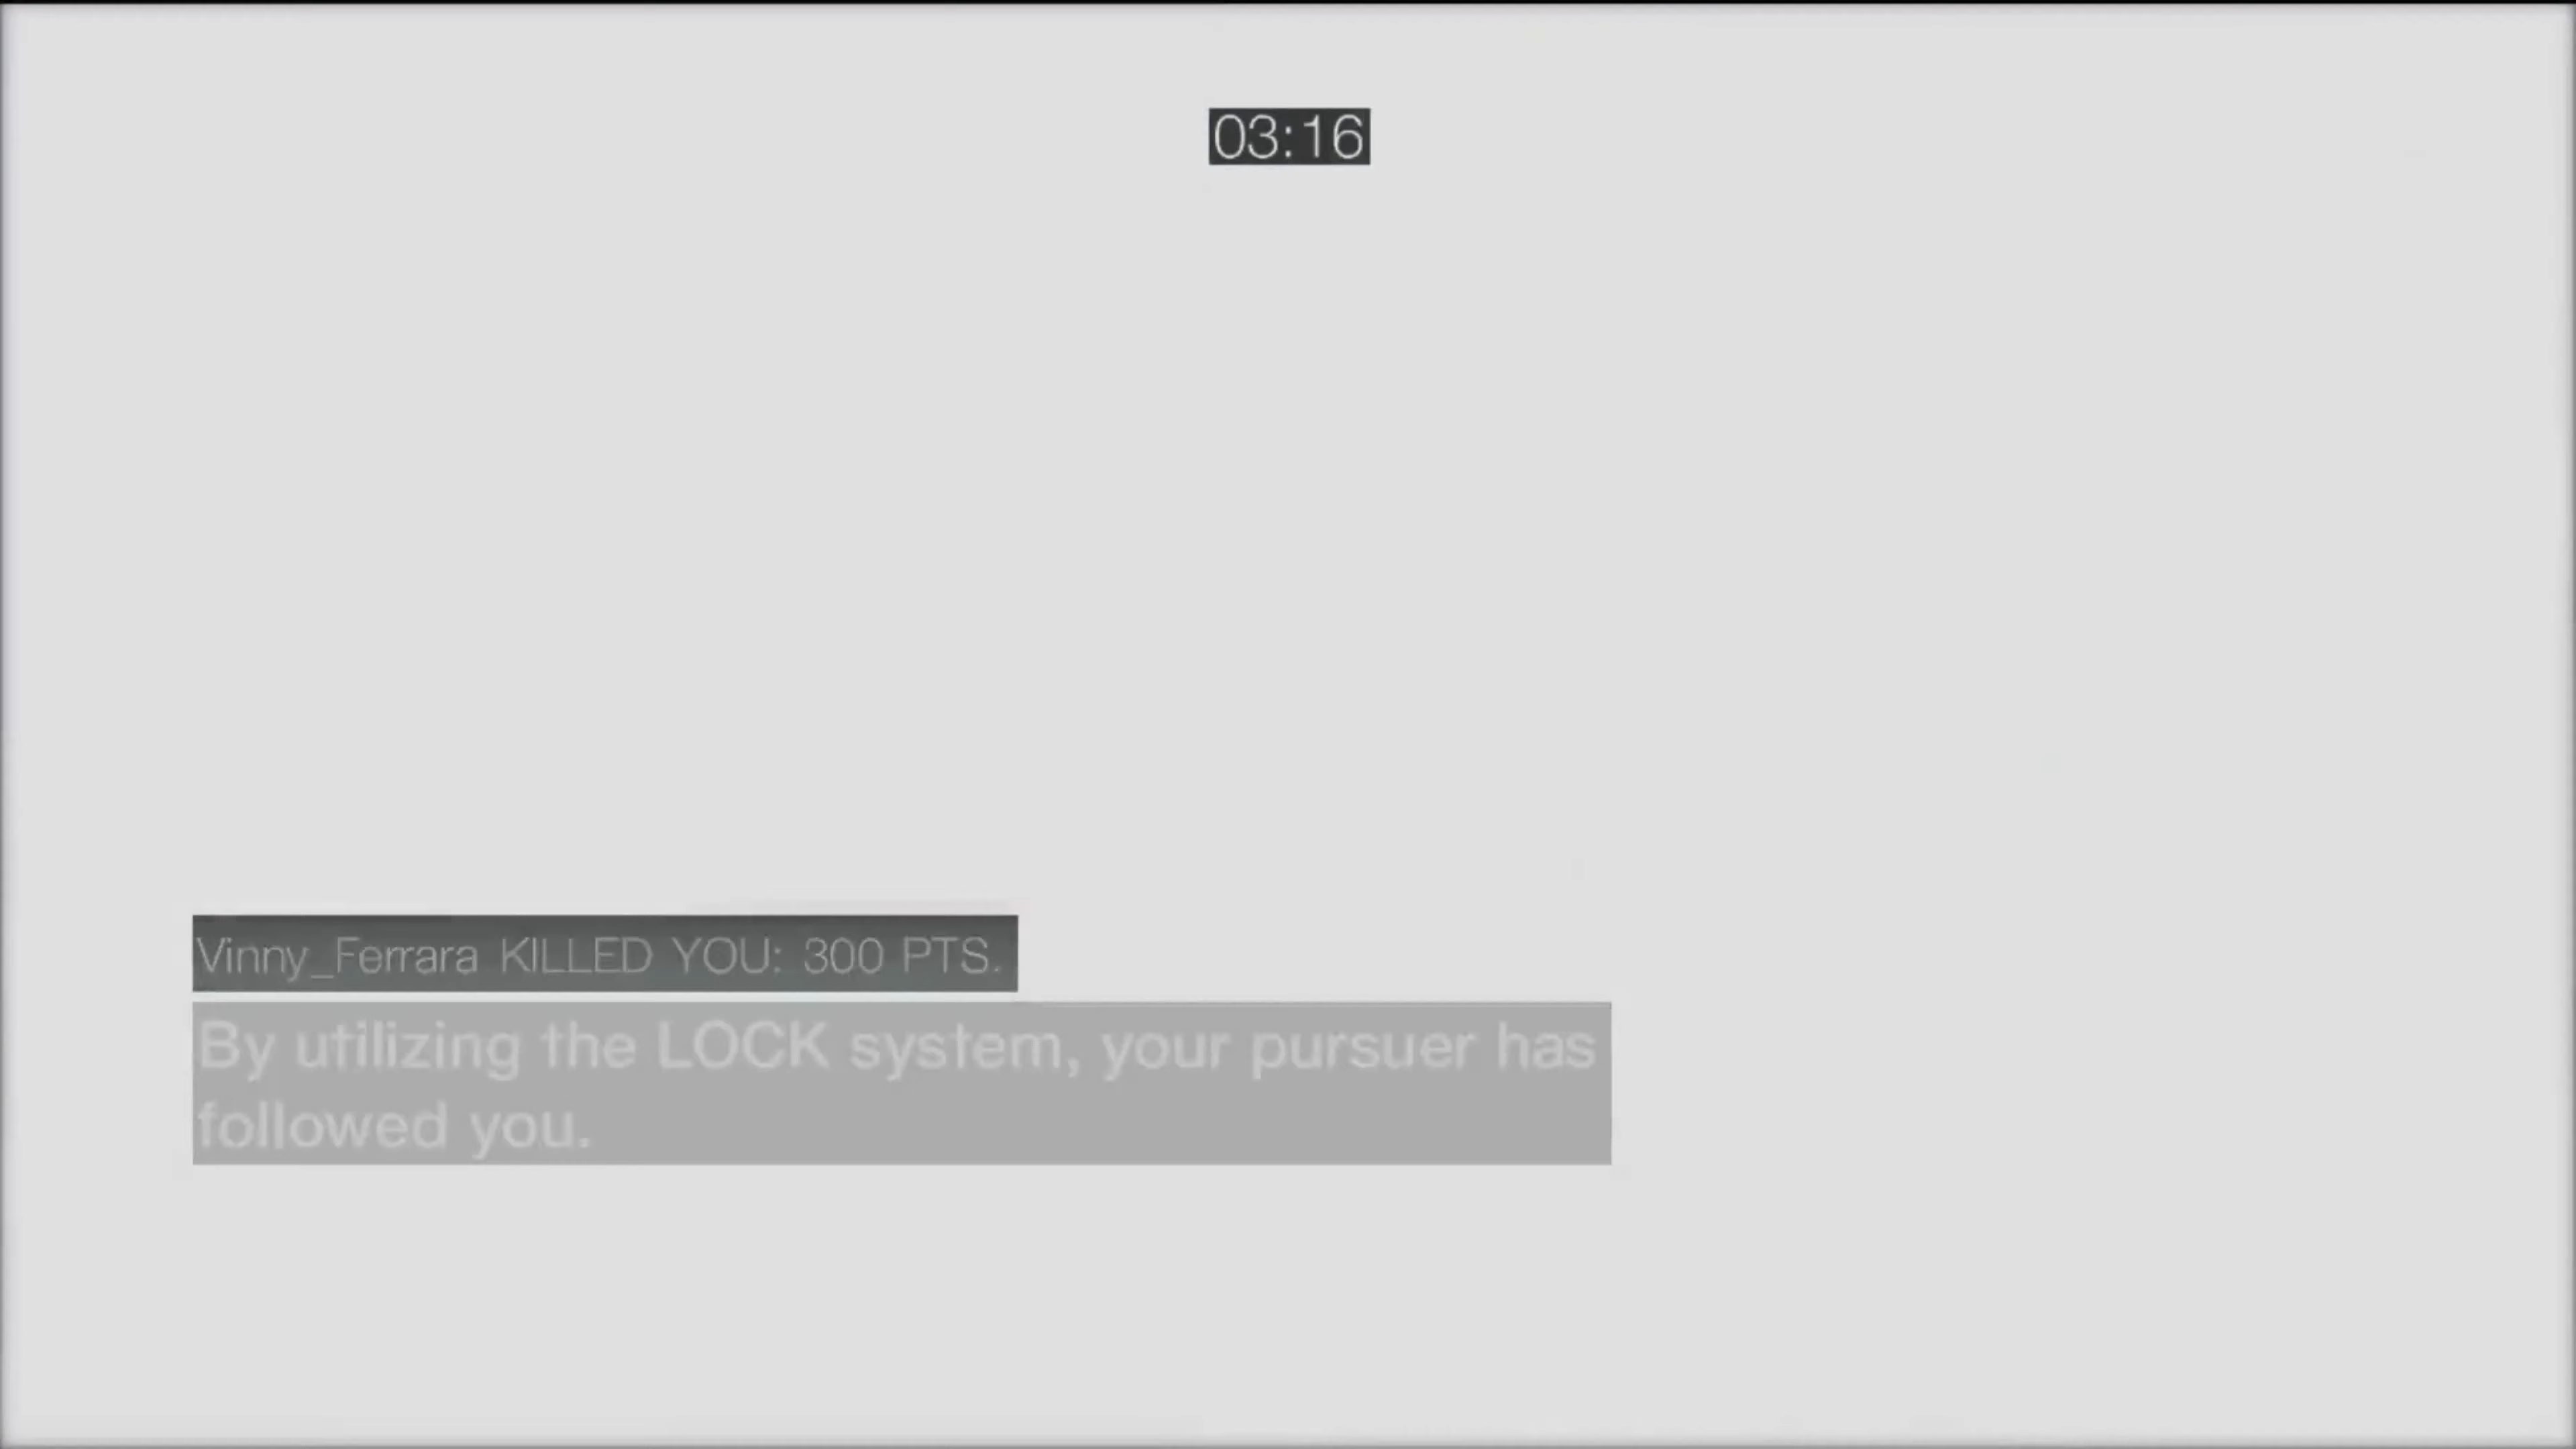 03:16
Vinny_Ferrara KILLED YOU: 300 PTS.
By utilizing the LOCK system, your pursuer has
followed you.